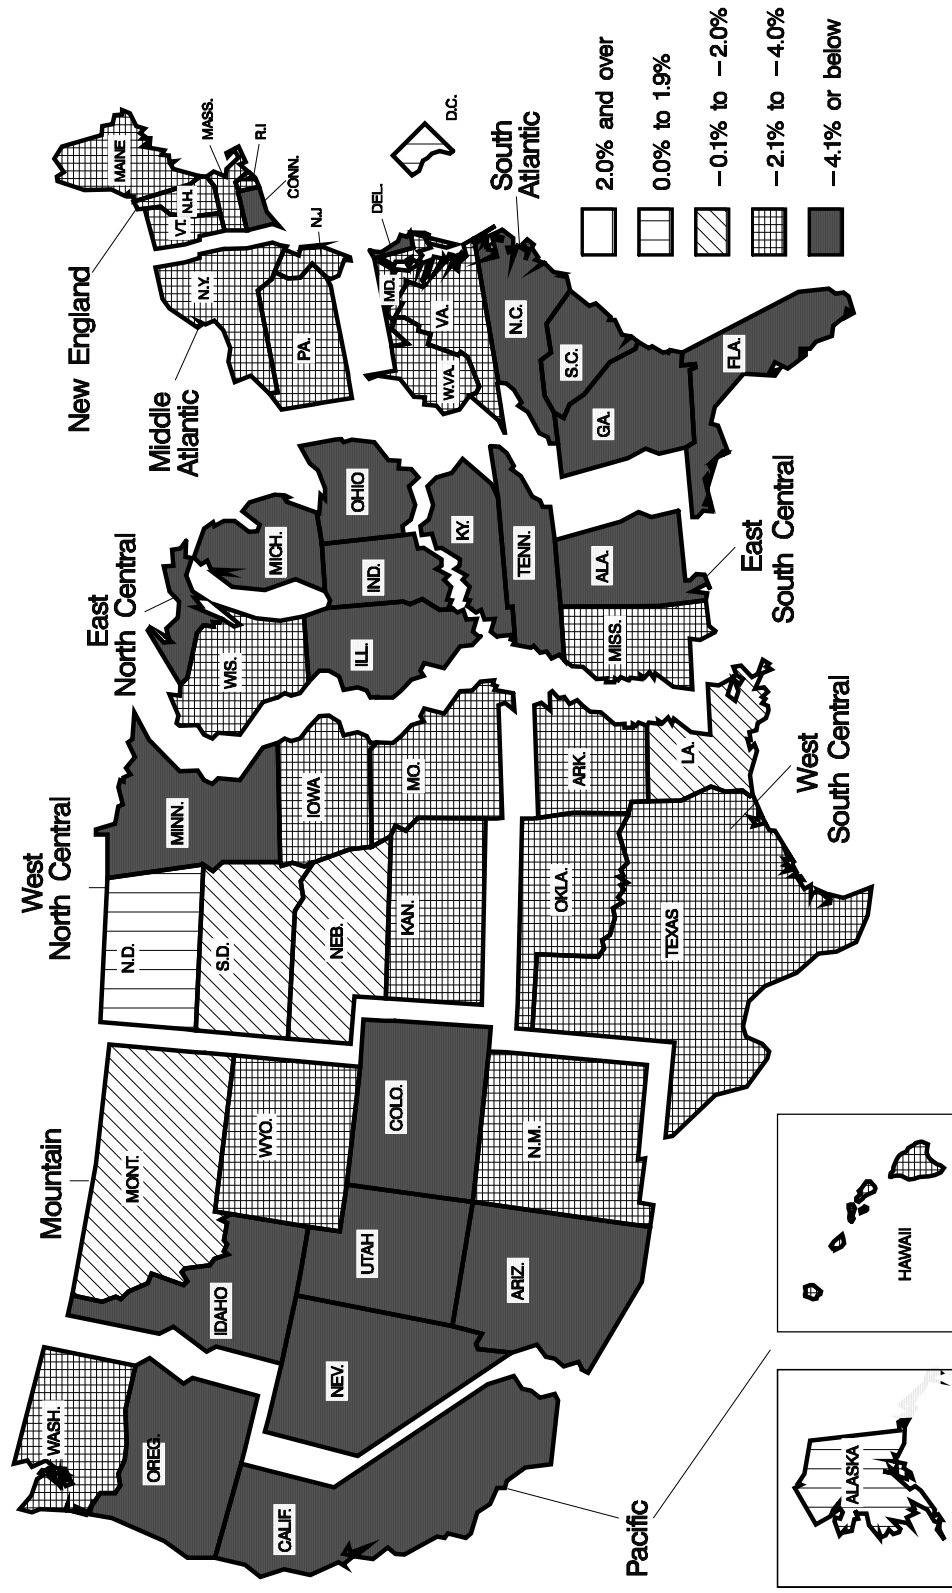 New England
MAINE
VT.
N.H.
MASS.
R.I
CONN.
Middle
Atlantic
N.Y.
PA.
N.J
South
Atlantic
DEL.
MD.
D.C.
VA.
W.VA.
N.C.
S.C.
GA.
FLA.
East
North Central
MICH.
OHIO
IND.
ILL.
WIS.
East
South Central
KY.
TENN.
ALA.
MISS.
West
North Central
MINN.
IOWA
MO.
N.D.
S.D.
NEB.
KAN.
West
South Central
ARK.
LA.
OKLA.
TEXAS
Mountain
MONT.
WYO.
COLO.
N.M.
IDAHO
UTAH
ARIZ.
NEV.
Pacific
WASH.
OREG.
CALIF.
ALASKA
HAWAII
2.0% and over
0.0% to 1.9%
−0.1% to −2.0%
−2.1% to −4.0%
−4.1% or below